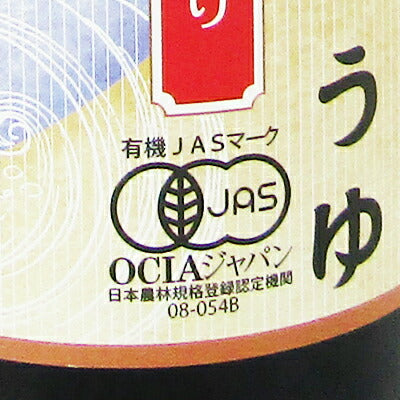 うゆ
り
有機JASマーク
JAS
OCIAジャパン
日本農林規格登録認定機関
08-054B